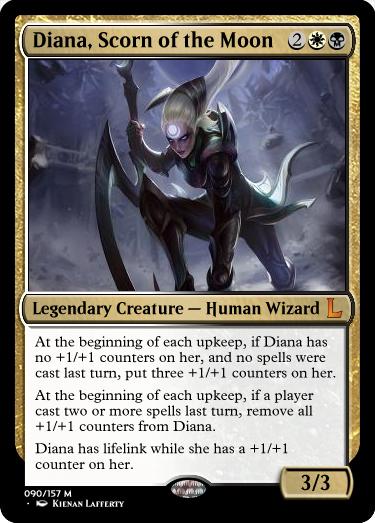 Diana, Scorn of the Moon 2
Legendary Creature — Human Wizard L
At the beginning of each upkeep, if Diana has
no +1/+1 counters on her, and no spells were
cast last turn, put three +1/+1 counters on her.
At the beginning of each upkeep, if a player
cast two or more spells last turn, remove all
+1/+1 counters from Diana.
Diana has lifelink while she has a +1/+1
counter on her.
3/3
090/157 M
· Kienan Lafferty